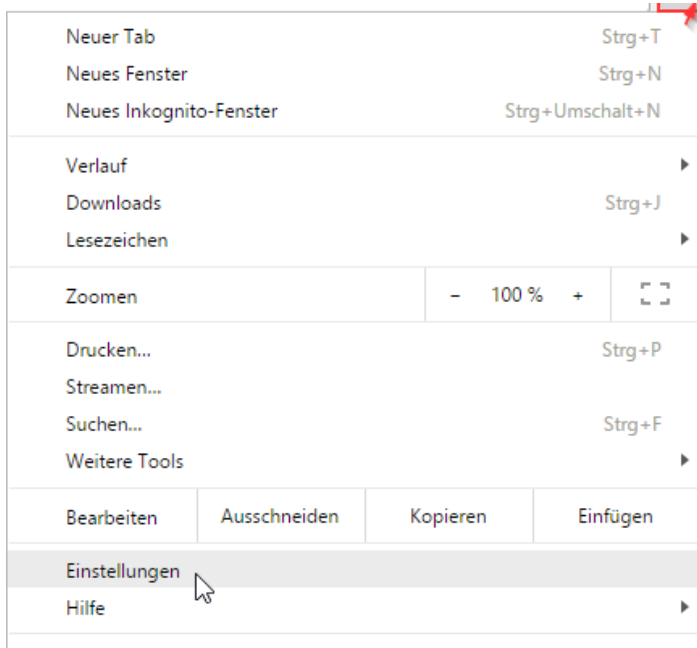 Neuer Tab Strg+T
Neues Fenster Strg+N
Neues Inkognito-Fenster Strg+Umschalt+N
Verlauf
Downloads Strg+J
Lesezeichen
Zoomen - 100 % +
Drucken... Strg+P
Streamen...
Suchen... Strg+F
Weitere Tools
Bearbeiten Ausschneiden Kopieren Einfügen
Einstellungen
Hilfe